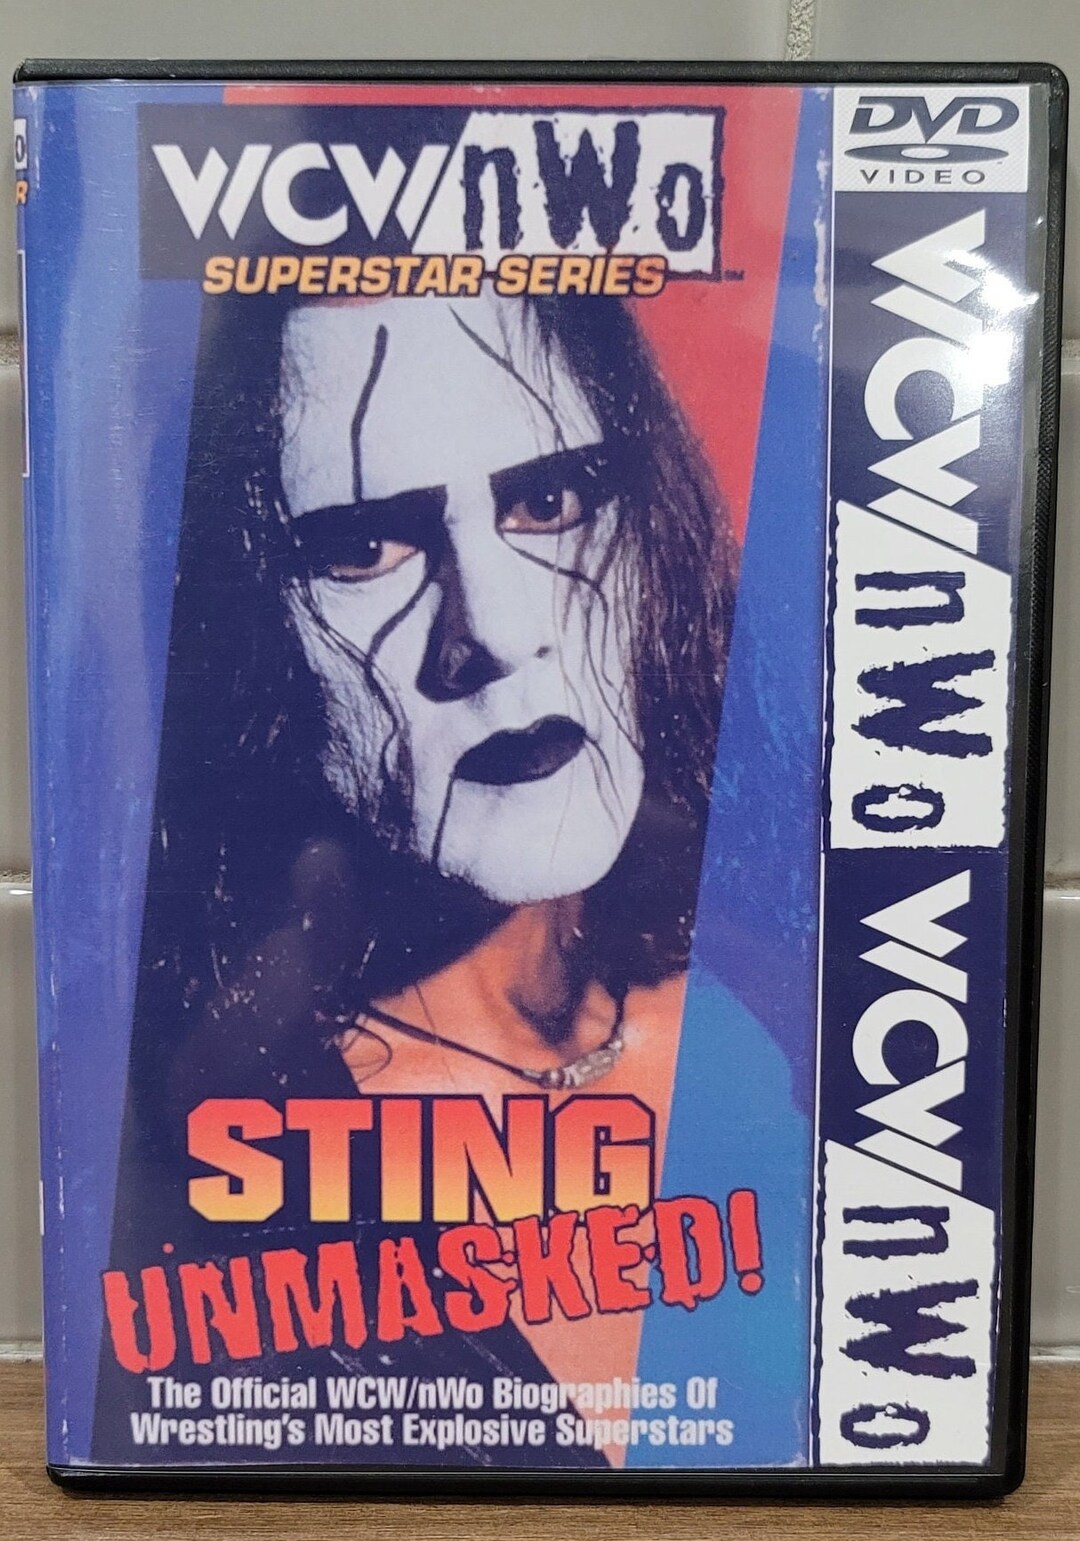 WCW/nWo
SUPERSTAR SERIES
SM
STING
UNMASKED!
The Official WCW/nWo Biographies Of
Wrestling's Most Explosive Superstars
DVD
VIDEO
WCW/nWo
WCW/nWo